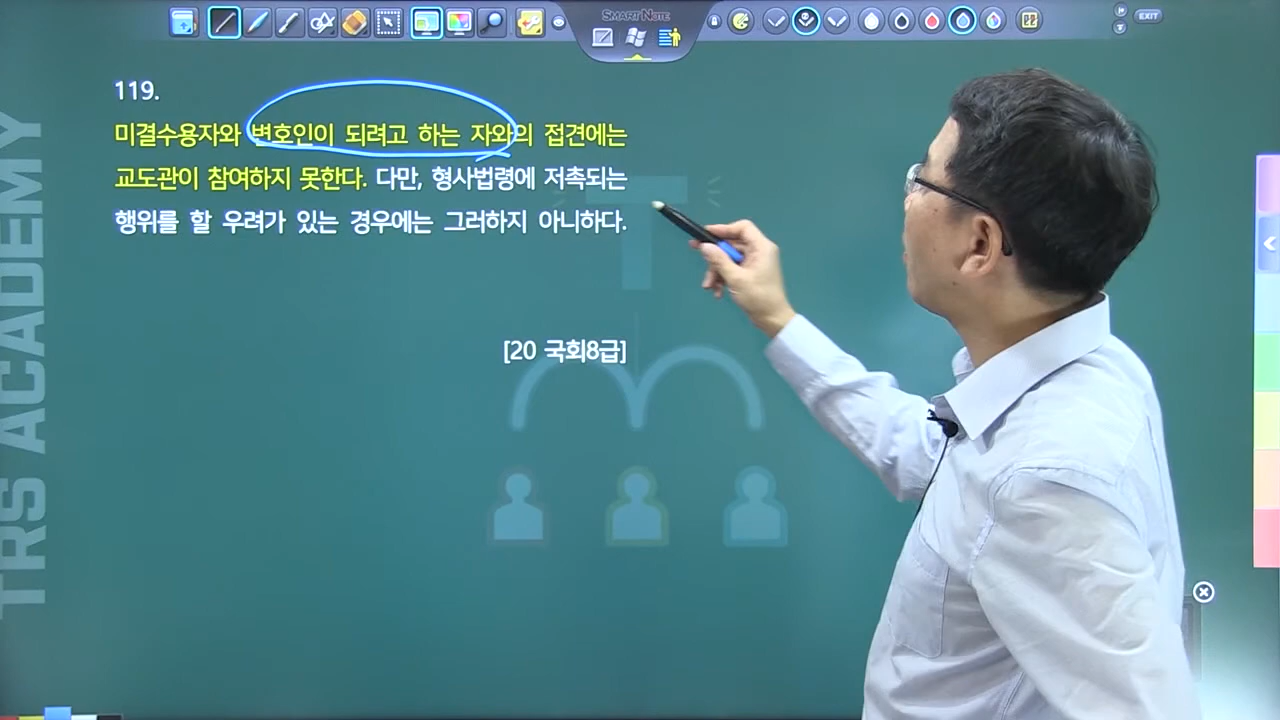 SMART NOTE
EXIT
119.
미결수용자와 변호인이 되려고 하는 자와의 접견에는
교도관이 참여하지 못한다. 다만, 형사법령에 저촉되는
행위를 할 우려가 있는 경우에는 그러하지 아니하다.
[20 국회8급]
TRS ACADEMY